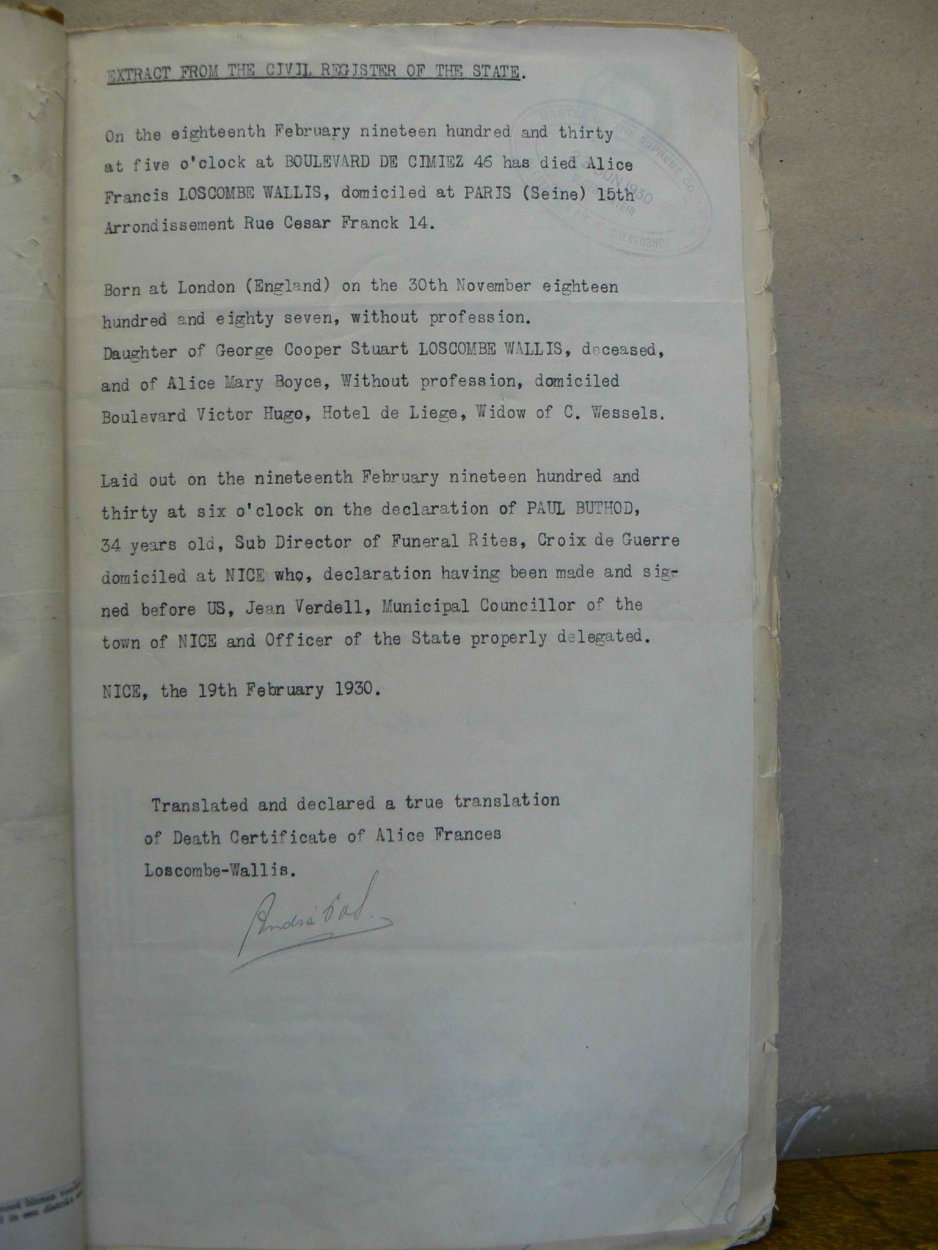 EXTRACT FROM THE CIVIL REGISTER OF THE STATE.
On the eighteenth February nineteen hundred and thirty
at five o'clock at BOULEVARD DE CIMIEZ 46 has died Alice
Francis LOSCOMBE WALLIS, domiciled at PARIS (Seine) 15th
Arrondissement Rue Cesar Franck 14.
Born at London (England) on the 30th November eighteen
hundred and eighty seven, without profession.
Daughter of George Cooper Stuart LOSCOMBE WALLIS, deceased,
and of Alice Mary Boyce, Without profession, domiciled
Boulevard Victor Hugo, Hotel de Liege, Widow of C. Wessels.
Laid out on the nineteenth February nineteen hundred and
thirty at six o'clock on the declaration of PAUL BUTHOD,
34 years old, Sub Director of Funeral Rites, Croix de Guerre
domiciled at NICE who, declaration having been made and sig-
ned before US, Jean Verdell, Municipal Councillor of the
town of NICE and Officer of the State properly delegated.
NICE, the 19th February 1930.
Translated and declared a true translation
of Death Certificate of Alice Frances
Loscombe-Wallis.
André